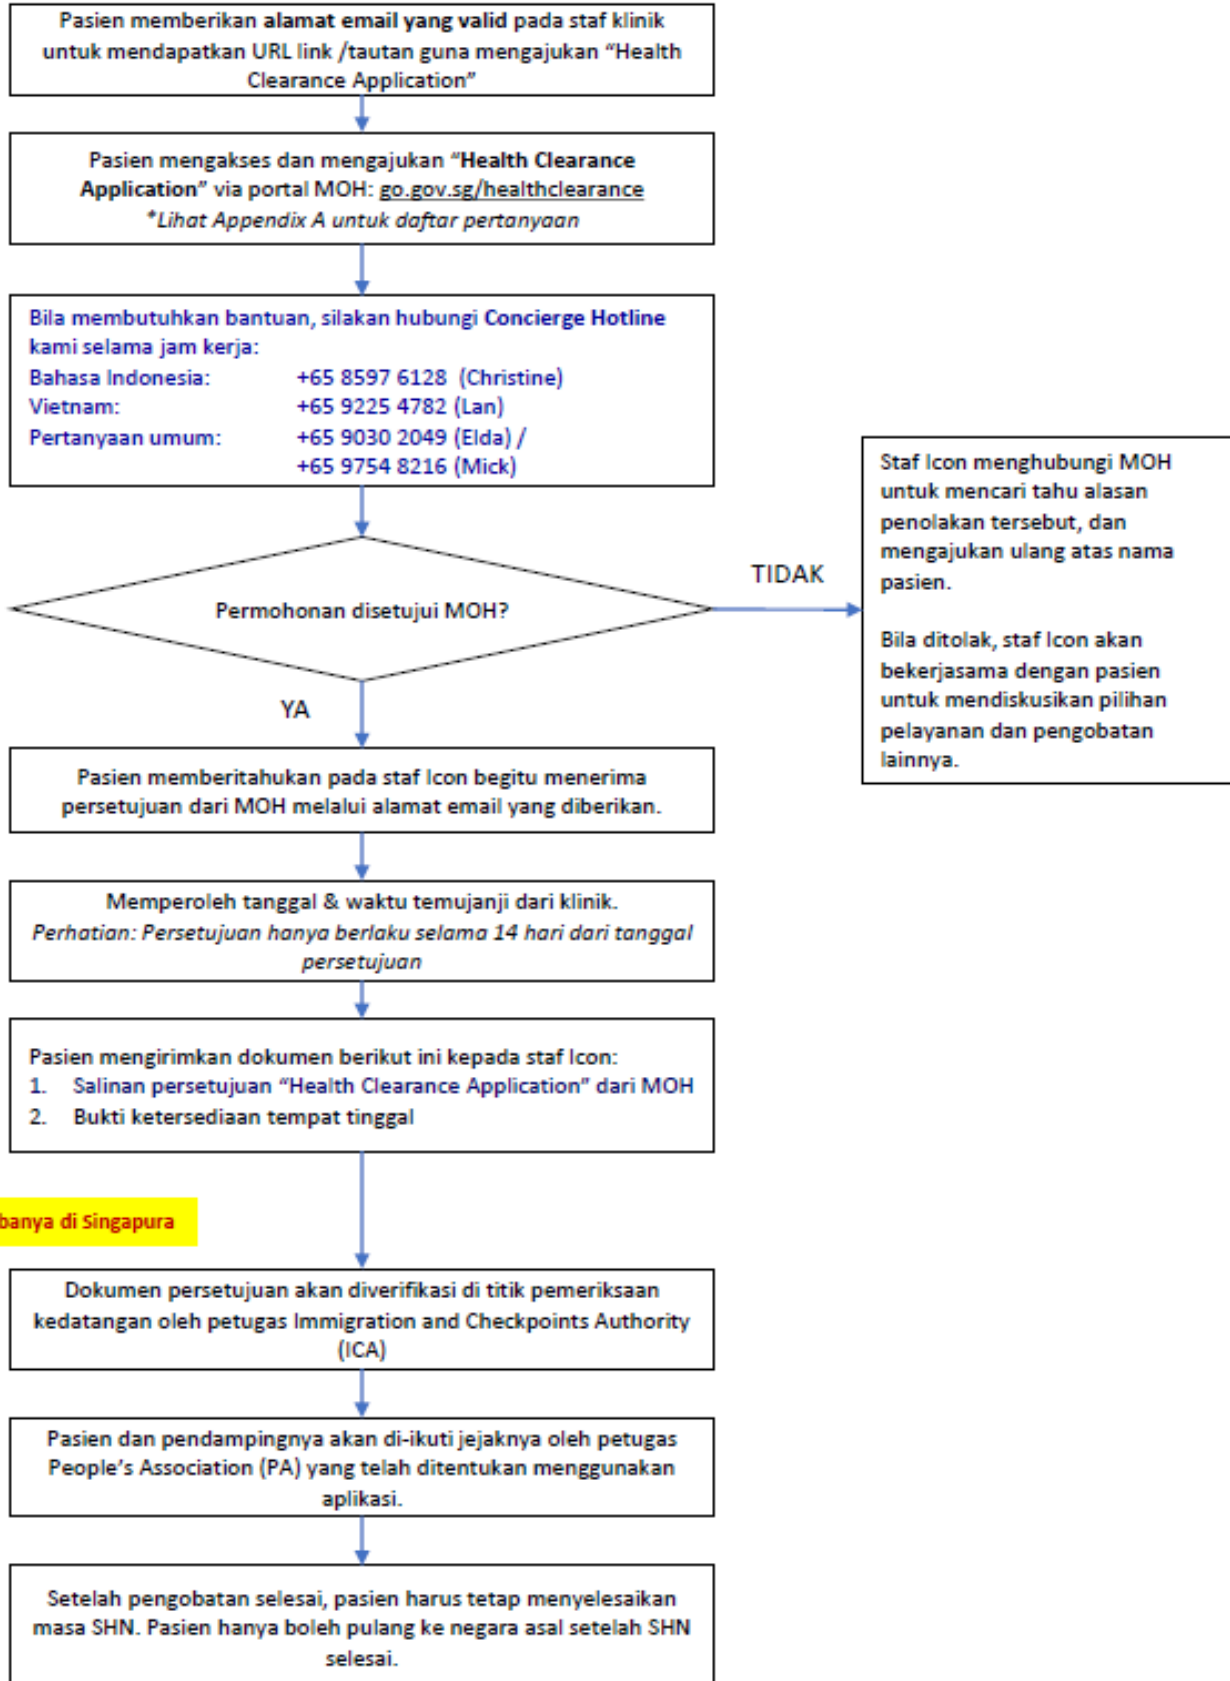 Pasien memberikan alamat email yang valid pada staf klinik
untuk mendapatkan URL link /tautan guna mengajukan “Health
Clearance Application”
Pasien mengakses dan mengajukan “Health Clearance
Application” via portal MOH: go.gov.sg/healthclearance
*Lihat Appendix A untuk daftar pertanyaan
Bila membutuhkan bantuan, silakan hubungi Concierge Hotline
kami selama jam kerja:
Bahasa Indonesia: +65 8597 6128 (Christine)
Vietnam: +65 9225 4782 (Lan)
Pertanyaan umum: +65 9030 2049 (Elda) /
+65 9754 8216 (Mick)
Permohonan disetujui MOH?
TIDAK
Staf Icon menghubungi MOH
untuk mencari tahu alasan
penolakan tersebut, dan
mengajukan ulang atas nama
pasien.
Bila ditolak, staf Icon akan
bekerjasama dengan pasien
untuk mendiskusikan pilihan
pelayanan dan pengobatan
lainnya.
YA
Pasien memberitahukan pada staf Icon begitu menerima
persetujuan dari MOH melalui alamat email yang diberikan.
Memperoleh tanggal & waktu temujanji dari klinik.
Perhatian: Persetujuan hanya berlaku selama 14 hari dari tanggal
persetujuan
Pasien mengirimkan dokumen berikut ini kepada staf Icon:
1. Salinan persetujuan “Health Clearance Application” dari MOH
2. Bukti ketersediaan tempat tinggal
banya di Singapura
Dokumen persetujuan akan diverifikasi di titik pemeriksaan
kedatangan oleh petugas Immigration and Checkpoints Authority
(ICA)
Pasien dan pendampingnya akan di-ikuti jejaknya oleh petugas
People’s Association (PA) yang telah ditentukan menggunakan
aplikasi.
Setelah pengobatan selesai, pasien harus tetap menyelesaikan
masa SHN. Pasien hanya boleh pulang ke negara asal setelah SHN
selesai.